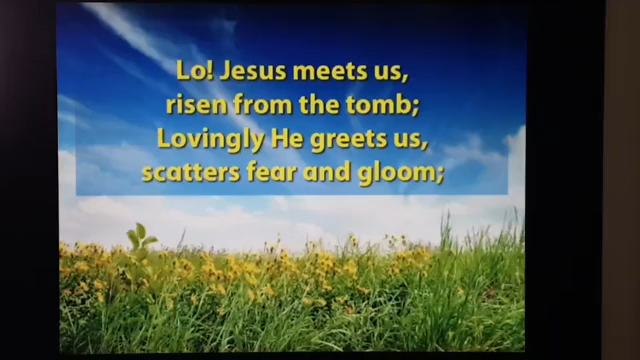 Lo! Jesus meets us,
risen from the tomb;
Lovingly He greets us,
scatters fear and gloom;